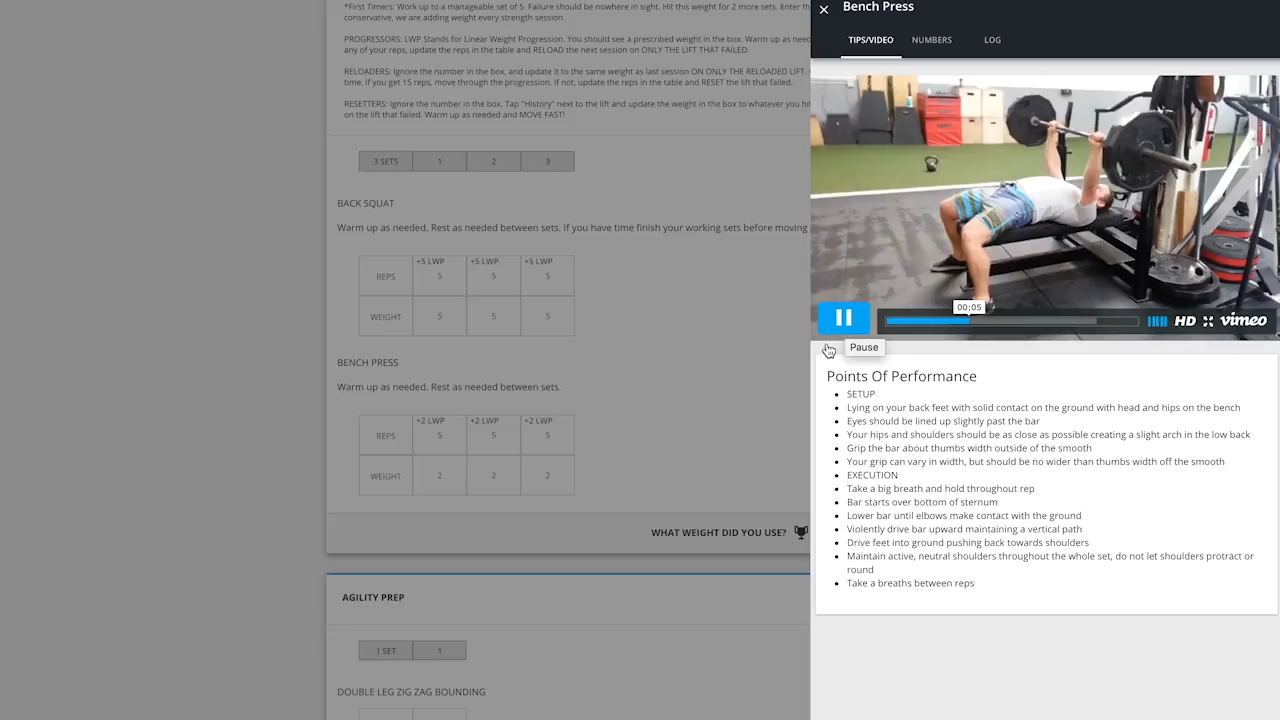 *First Timers: Work up to a manageable set of 5. Failure should be nowhere in sight. Hit this weight for 2 more sets. Enter th
conservative, we are adding weight every strength session.
PROGRESSORS: LWP Stands for Linear Weight Progression. You should see a prescribed weight in the box. Warm up as need
any of your reps, update the reps in the table and RELOAD the next session on ONLY THE LIFT THAT FAILED.
RELOADERS: Ignore the number in the box, and update it to the same weight as last session ON ONLY THE RELOADED LIFT.
time. If you get 15 reps, move through the progression. If not, update the reps in the table and RESET the lift that failed.
RESETTERS: Ignore the number in the box. Tap "History" next to the lift and update the weight in the box to whatever you hi
on the lift that failed. Warm up as needed and MOVE FAST!
3 SETS 1 2 3
BACK SQUAT
Warm up as needed. Rest as needed between sets. If you have time finish your working sets before moving
+5 LWP +5 LWP +5 LWP
REPS 5 5 5
WEIGHT 5 5 5
BENCH PRESS
Warm up as needed. Rest as needed between sets.
+2 LWP +2 LWP +2 LWP
REPS 5 5 5
WEIGHT 2 2 2
WHAT WEIGHT DID YOU USE?
AGILITY PREP
1 SET 1
DOUBLE LEG ZIG ZAG BOUNDING
Bench Press
TIPS/VIDEO NUMBERS LOG
00:05
HD vimeo
Pause
Points Of Performance
SETUP
Lying on your back feet with solid contact on the ground with head and hips on the bench
Eyes should be lined up slightly past the bar
Your hips and shoulders should be as close as possible creating a slight arch in the low back
Grip the bar about thumbs width outside of the smooth
Your grip can vary in width, but should be no wider than thumbs width off the smooth
EXECUTION
Take a big breath and hold throughout rep
Bar starts over bottom of sternum
Lower bar until elbows make contact with the ground
Violently drive bar upward maintaining a vertical path
Drive feet into ground pushing back towards shoulders
Maintain active, neutral shoulders throughout the whole set, do not let shoulders protract or
round
Take a breaths between reps